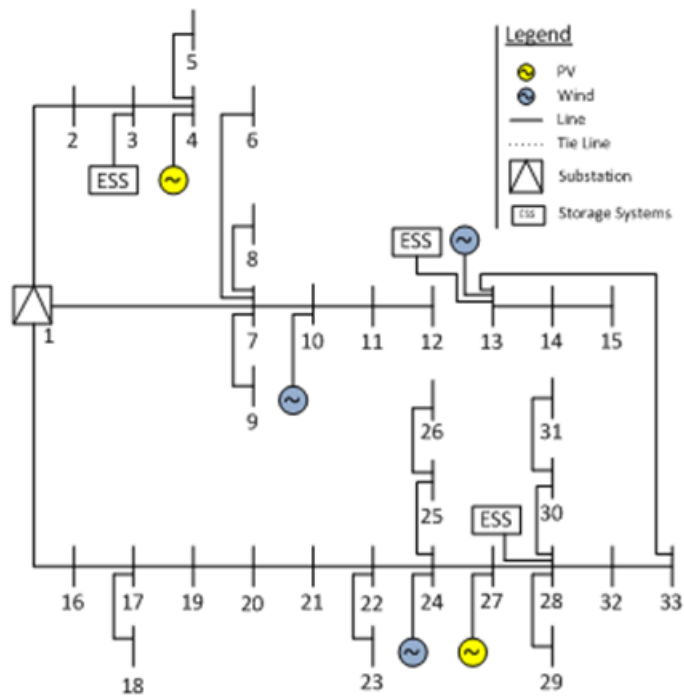 Legend
PV
Wind
Line
Tie Line
Substation
ESS Storage Systems
5
2 3 4 6
ESS
8
ESS
1
7 10 11 12 13 14 15
9
26 31
25 ESS 30
16 17 19 20 21 22 24 27 28 32 33
18 23 29